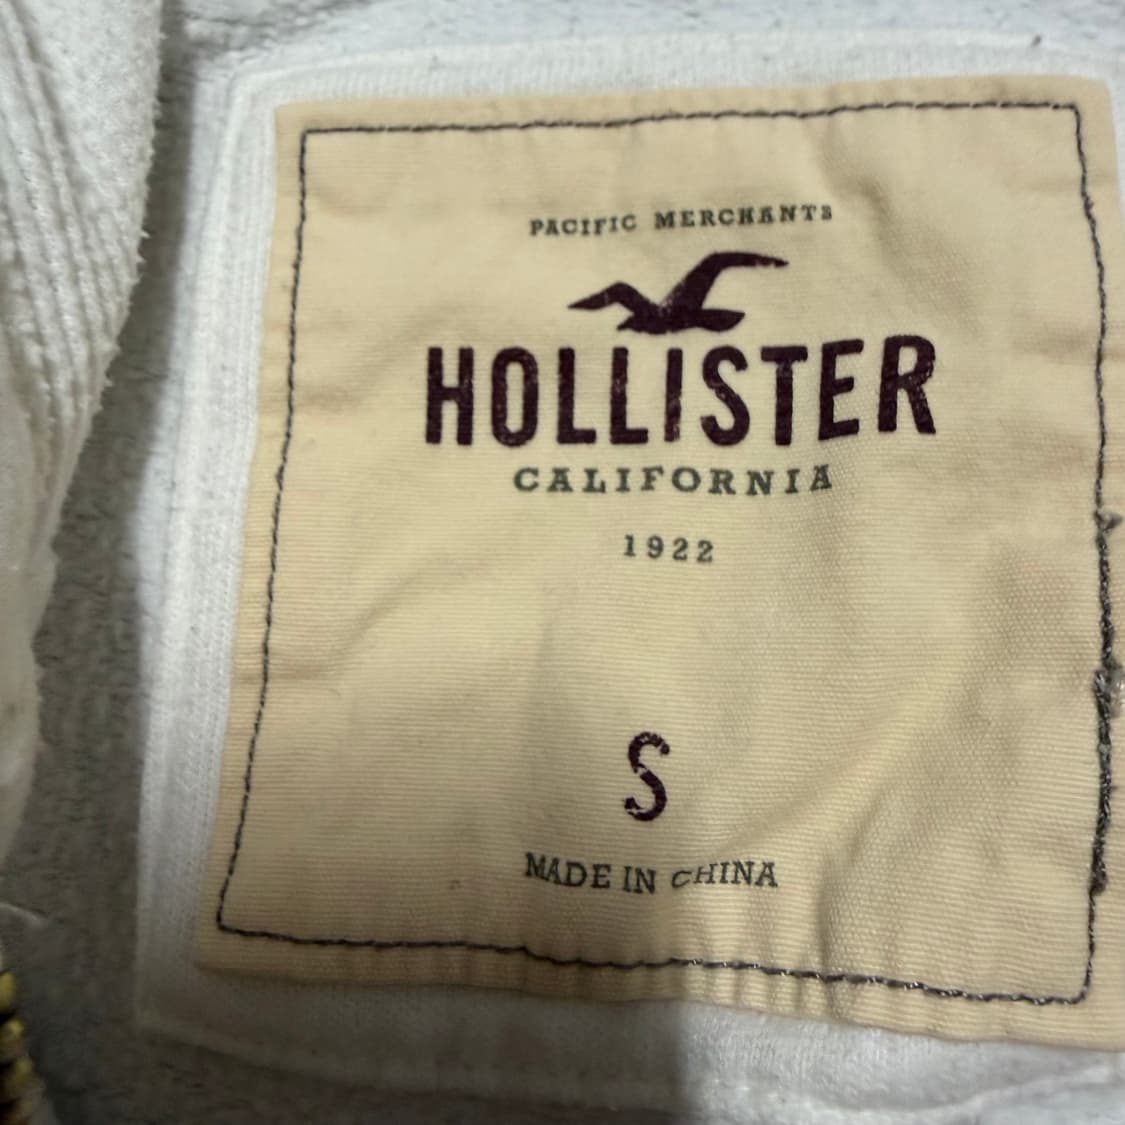 PACIFIC MERCHANTS
HOLLISTER
CALIFORNIA
1922
S
MADE IN CHINA